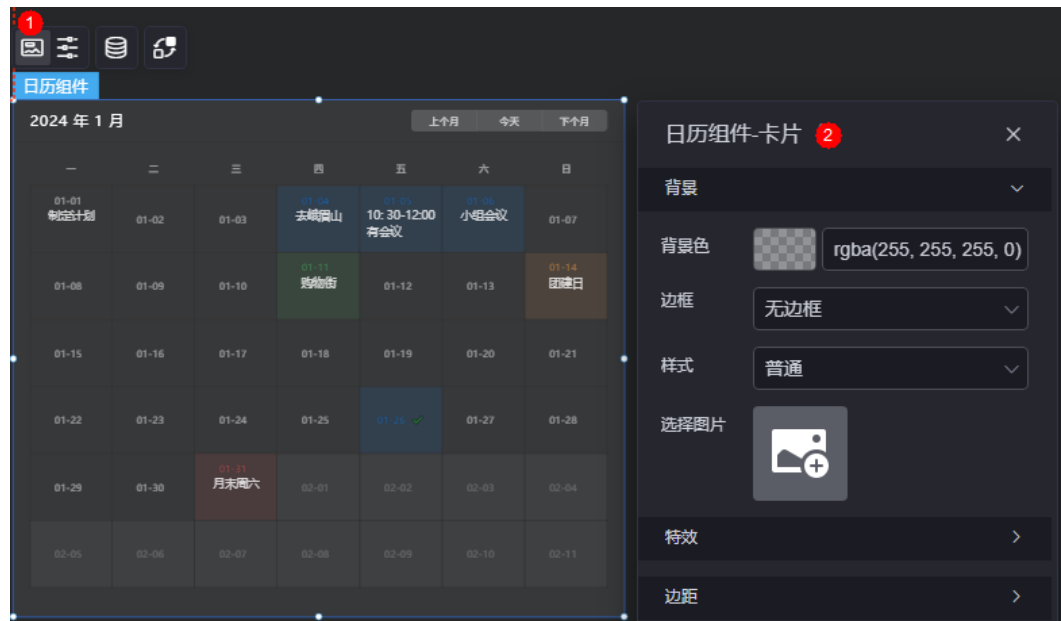 1
日历组件
2024 年 1 月
上个月 今天 下个月
一 二 三 四 五 六 日
01-01 制定计划
01-02
01-03
01-04 去峨眉山
01-05 10: 30-12:00
有会议
01-06 小组会议
01-07
01-08
01-09
01-10
01-11 购物街
01-12
01-13
01-14 团建日
01-15 01-16 01-17 01-18 01-19 01-20 01-21
01-22 01-23 01-24 01-25 01-26 ✓ 01-27 01-28
01-29
01-30
01-31 月末周六
02-01
02-02
02-03
02-04
02-05 02-06 02-07 02-08 02-09 02-10 02-11
日历组件-卡片 2
背景
背景色 rgba(255, 255, 255, 0)
边框 无边框
样式 普通
选择图片
特效
边距